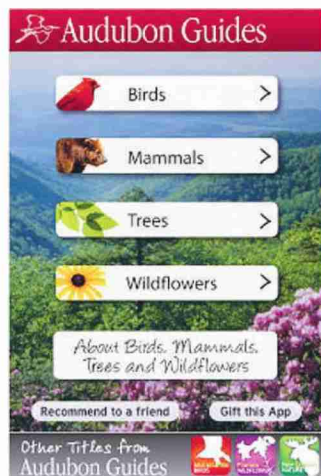 Audubon Guides
Birds
Mammals
Trees
Wildflowers
About Birds, Mammals,
Trees and Wildflowers
Recommend to a friend
Gift this App
Other Titles from
Audubon Guides